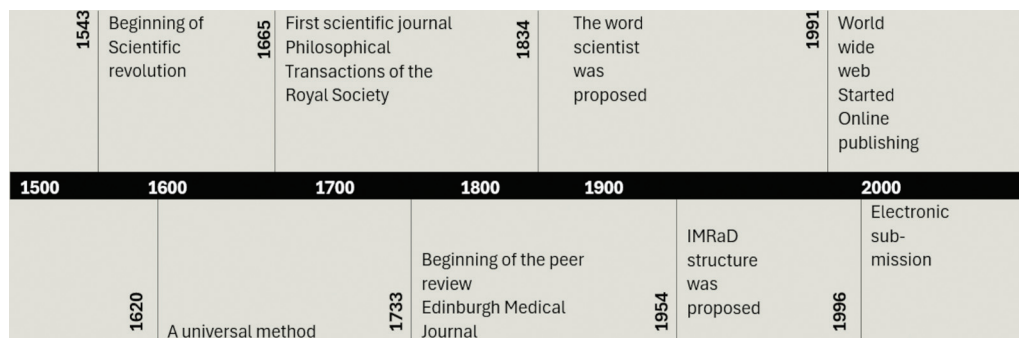 1543
Beginning of
Scientific
revolution
1665
First scientific journal
Philosophical
Transactions of the
Royal Society
1834
The word
scientist
was
proposed
1991
World
wide
web
Started
Online
publishing
1500 1600 1700 1800 1900 2000
1620
A universal method
1733
Beginning of the peer
review
Edinburgh Medical
Journal
1954
IMRaD
structure
was
proposed
1996
Electronic
sub-
mission